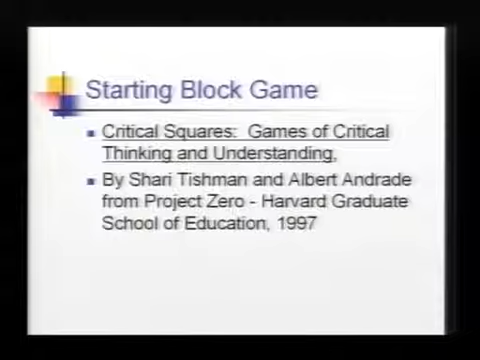 Starting Block Game
Critical Squares: Games of Critical
Thinking and Understanding,
By Shari Tishman and Albert Andrade
from Project Zero - Harvard Graduate
School of Education, 1997